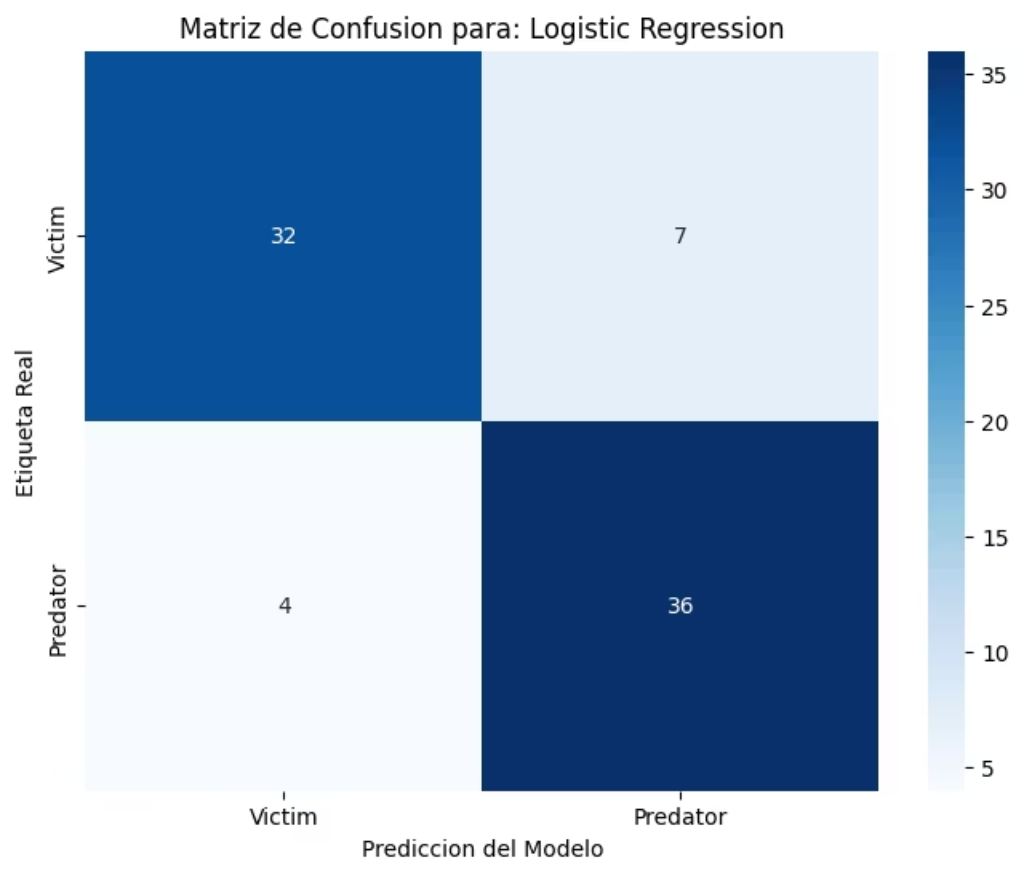 Matriz de Confusion para: Logistic Regression
Victim
32
7
35
30
25
20
15
10
5
Etiqueta Real
Predator
4
36
Victim
Predator
Prediccion del Modelo